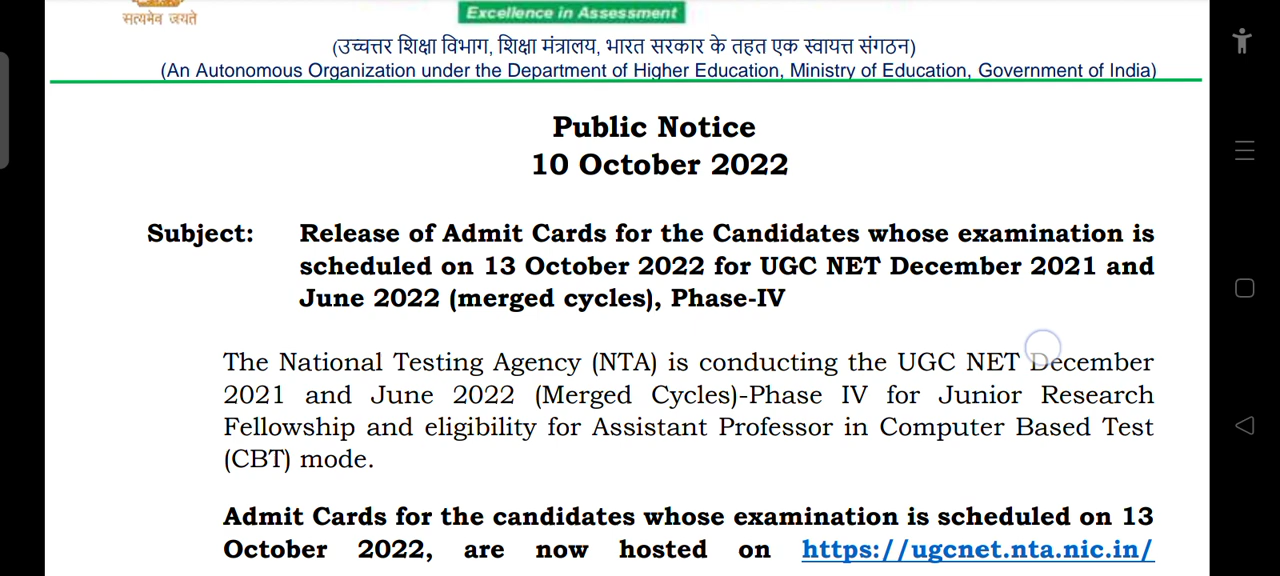 सत्यमेव जयते
Excellence in Assessment
(उच्चत्तर शिक्षा विभाग, शिक्षा मंत्रालय, भारत सरकार के तहत एक स्वायत्त संगठन)
(An Autonomous Organization under the Department of Higher Education, Ministry of Education, Government of India)
Public Notice
10 October 2022
Subject: Release of Admit Cards for the Candidates whose examination is
scheduled on 13 October 2022 for UGC NET December 2021 and
June 2022 (merged cycles), Phase-IV
The National Testing Agency (NTA) is conducting the UGC NET December
2021 and June 2022 (Merged Cycles)-Phase IV for Junior Research
Fellowship and eligibility for Assistant Professor in Computer Based Test
(CBT) mode.
Admit Cards for the candidates whose examination is scheduled on 13
October 2022, are now hosted on https://ugcnet.nta.nic.in/